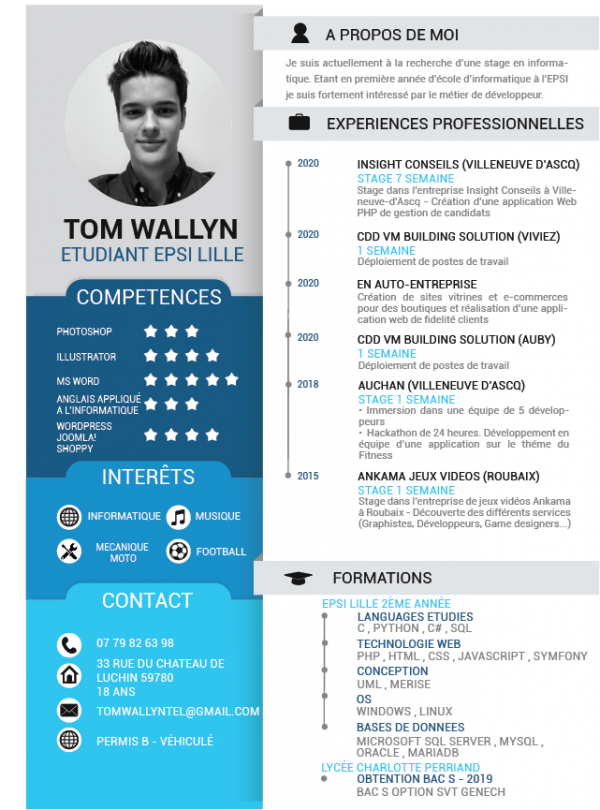 TOM WALLYN
ETUDIANT EPSI LILLE
COMPETENCES
PHOTOSHOP
ILLUSTRATOR
MS WORD
ANGLAIS APPLIQUÉ
A L'INFORMATIQUE
WORDPRESS
JOOMLA!
SHOPPY
INTERÊTS
INFORMATIQUE
MUSIQUE
MECANIQUE
MOTO
FOOTBALL
CONTACT
07 79 82 63 98
33 RUE DU CHATEAU DE
LUCHIN 59780
18 ANS
TOMWALLYNTEL@GMAIL.COM
PERMIS B - VÉHICULÉ
A PROPOS DE MOI
Je suis actuellement à la recherche d'une stage en informa-
tique. Etant en première année d'école d'informatique à l'EPSI
je suis fortement intéressé par le métier de développeur.
EXPERIENCES PROFESSIONNELLES
2020
INSIGHT CONSEILS (VILLENEUVE D'ASCQ)
STAGE 7 SEMAINE
Stage dans l'entreprise Insight Conseils à Ville-
neuve-d'Ascq - Création d'une application Web
PHP de gestion de candidats
2020
CDD VM BUILDING SOLUTION (VIVIEZ)
1 SEMAINE
Déploiement de postes de travail
2020
EN AUTO-ENTREPRISE
Création de sites vitrines et e-commerces
pour des boutiques et réalisation d'une appli-
cation web de fidelité clients
2020
CDD VM BUILDING SOLUTION (AUBY)
1 SEMAINE
Déploiement de postes de travail
2018
AUCHAN (VILLENEUVE D'ASCQ)
STAGE 1 SEMAINE
• Immersion dans une équipe de 5 dévelop-
peurs
• Hackathon de 24 heures. Développement en
équipe d'une application sur le théme du
Fitness
2015
ANKAMA JEUX VIDEOS (ROUBAIX)
STAGE 1 SEMAINE
Stage dans l'entreprise de jeux vidéos Ankama
à Roubaix - Découverte des différents services
(Graphistes, Développeurs, Game designers...)
FORMATIONS
EPSI LILLE 2ÈME ANNÉE
LANGUAGES ETUDIES
C , PYTHON , C# , SQL
TECHNOLOGIE WEB
PHP , HTML , CSS , JAVASCRIPT , SYMFONY
CONCEPTION
UML , MERISE
OS
WINDOWS , LINUX
BASES DE DONNEES
MICROSOFT SQL SERVER , MYSQL ,
ORACLE , MARIADB
LYCÉE CHARLOTTE PERRIAND
OBTENTION BAC S - 2019
BAC S OPTION SVT GENECH